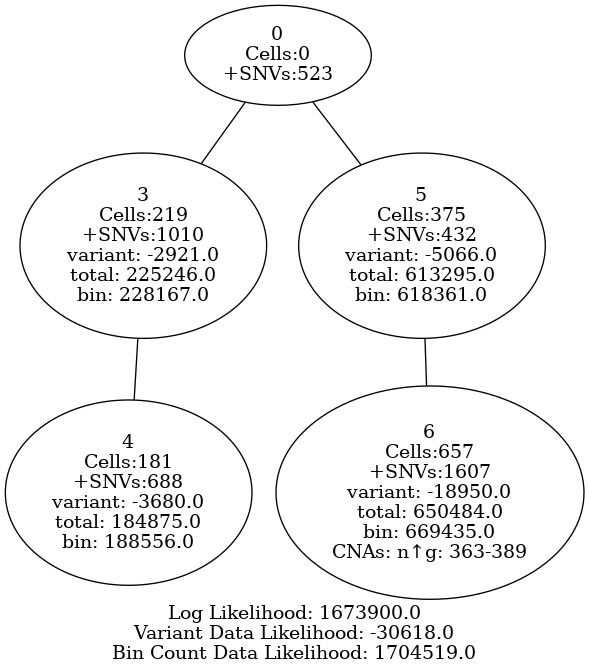 0
Cells:0
+SNVs:523
3
Cells:219
+SNVs:1010
variant: -2921.0
total: 225246.0
bin: 228167.0
5
Cells:375
+SNVs:432
variant: -5066.0
total: 613295.0
bin: 618361.0
4
Cells:181
+SNVs:688
variant: -3680.0
total: 184875.0
bin: 188556.0
6
Cells:657
+SNVs:1607
variant: -18950.0
total: 650484.0
bin: 669435.0
CNAs: n↑g: 363-389
Log Likelihood: 1673900.0
Variant Data Likelihood: -30618.0
Bin Count Data Likelihood: 1704519.0